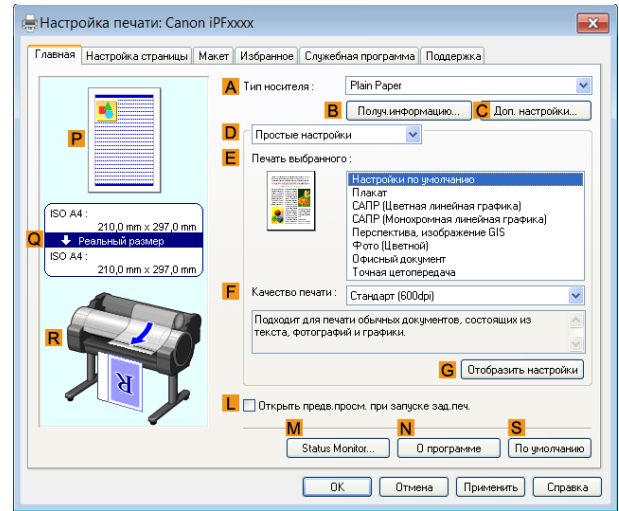 Настройка печати: Canon iPFxxxx
Главная Настройка страницы Макет Избранное Служебная программа Поддержка
A Тип носителя : Plain Paper
B Получ.информацию... C Доп. настройки...
D Простые настройки
E Печать выбранного :
Настройки по умолчанию
Плакат
САПР (Цветная линейная графика)
САПР (Монохромная линейная графика)
Перспектива, изображение GIS
Фото (Цветной)
Офисный документ
Точная цетопередача
P
ISO A4 :
210,0 mm x 297,0 mm
Q Реальный размер
ISO A4 :
210,0 mm x 297,0 mm
F Качество печати : Стандарт (600dpi)
Подходит для печати обычных документов, состоящих из
текста, фотографий и графики.
R
R
G Отобразить настройки
L Открыть предв.просм. при запуске зад.печ.
M N S
Status Monitor... О программе По умолчанию
OK Отмена Применить Справка